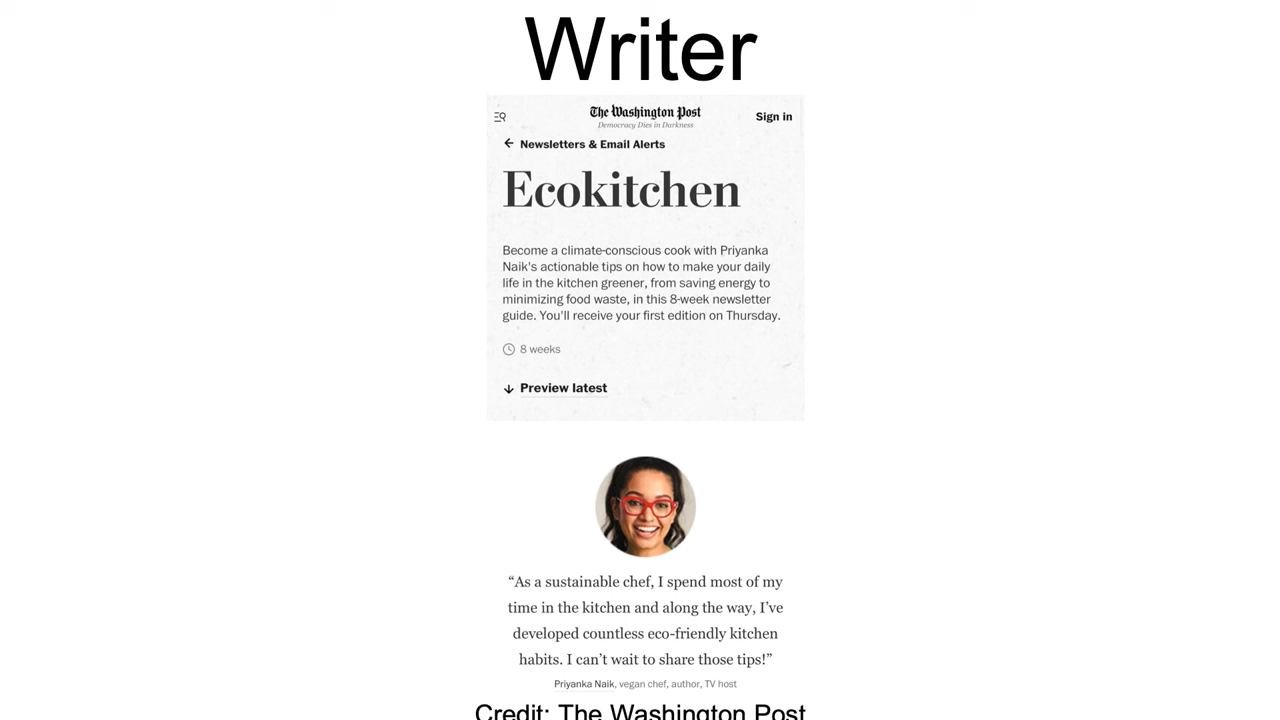 Writer
The Washington Post
Democracy Dies in Darkness
Sign in
← Newsletters & Email Alerts
Ecokitchen
Become a climate-conscious cook with Priyanka
Naik's actionable tips on how to make your daily
life in the kitchen greener, from saving energy to
minimizing food waste, in this 8-week newsletter
guide. You'll receive your first edition on Thursday.
8 weeks
↓ Preview latest
“As a sustainable chef, I spend most of my
time in the kitchen and along the way, I’ve
developed countless eco-friendly kitchen
habits. I can’t wait to share those tips!”
Priyanka Naik, vegan chef, author, TV host
Credit: The Washington Post